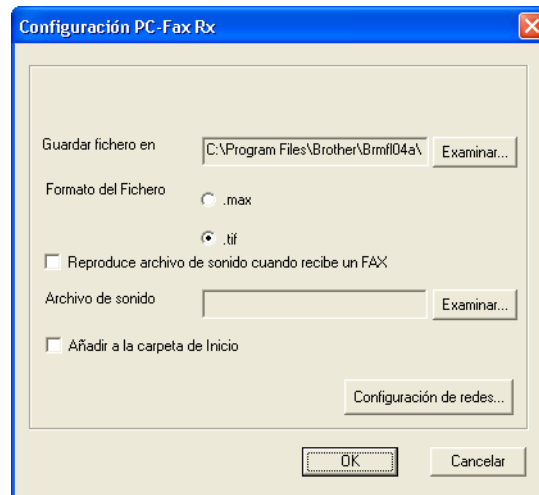 Configuración PC-Fax Rx
Guardar fichero en C:\Program Files\Brother\Brmfl04a\ Examinar...
Formato del Fichero
.max
.tif
Reproduce archivo de sonido cuando recibe un FAX
Archivo de sonido Examinar...
Añadir a la carpeta de Inicio
Configuración de redes...
OK Cancelar